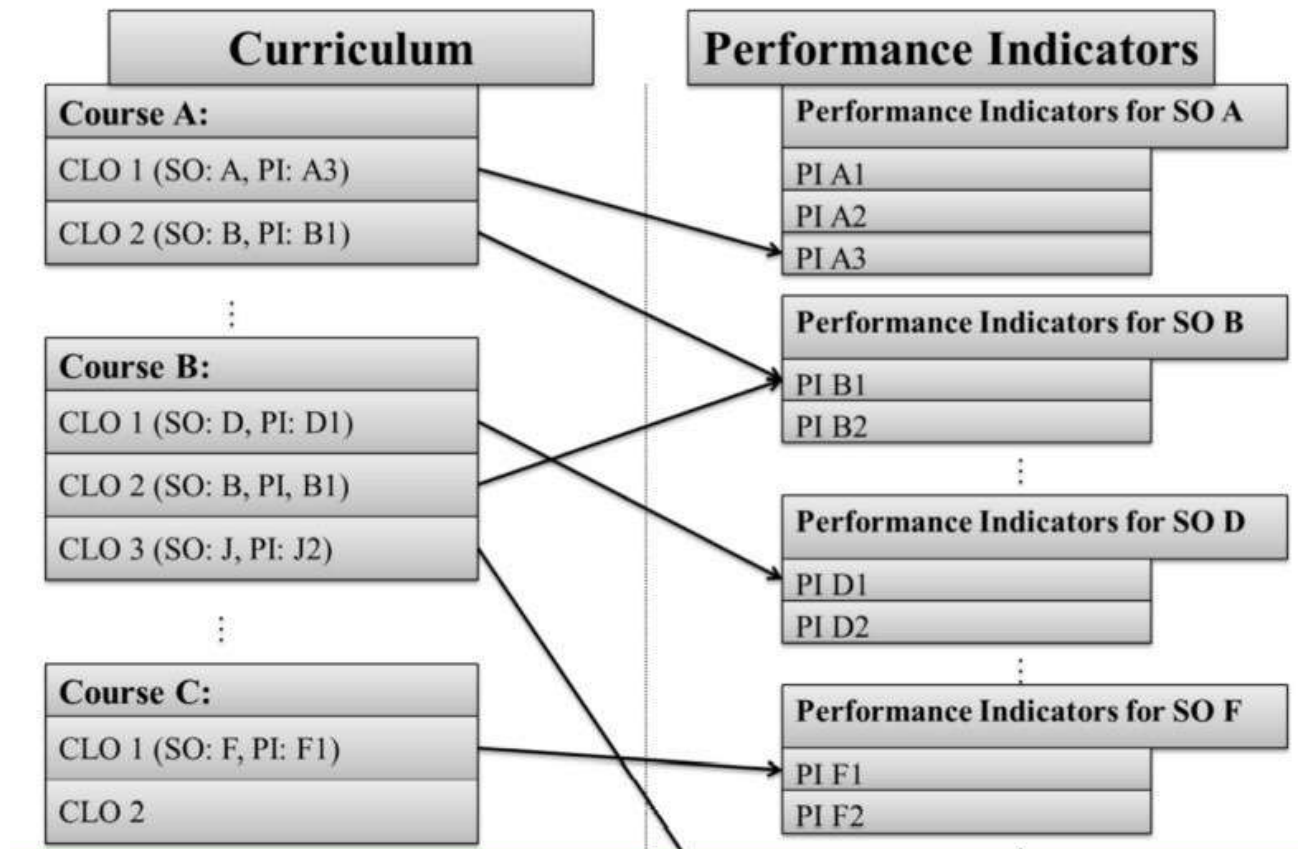 Curriculum
Course A:
CLO 1 (SO: A, PI: A3)
CLO 2 (SO: B, PI: B1)
Course B:
CLO 1 (SO: D, PI: D1)
CLO 2 (SO: B, PI, B1)
CLO 3 (SO: J, PI: J2)
Course C:
CLO 1 (SO: F, PI: F1)
CLO 2
Performance Indicators
Performance Indicators for SO A
PI A1
PI A2
PI A3
Performance Indicators for SO B
PI B1
PI B2
Performance Indicators for SO D
PI D1
PI D2
Performance Indicators for SO F
PI F1
PI F2